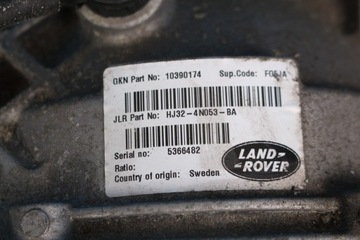 GKN Part No: 10390174 Sup.Code: FG5JA
JLR Part No: HJ32-4N053-BA
Serial no: 5366482
Ratio:
Country of origin: Sweden
LAND-
ROVER